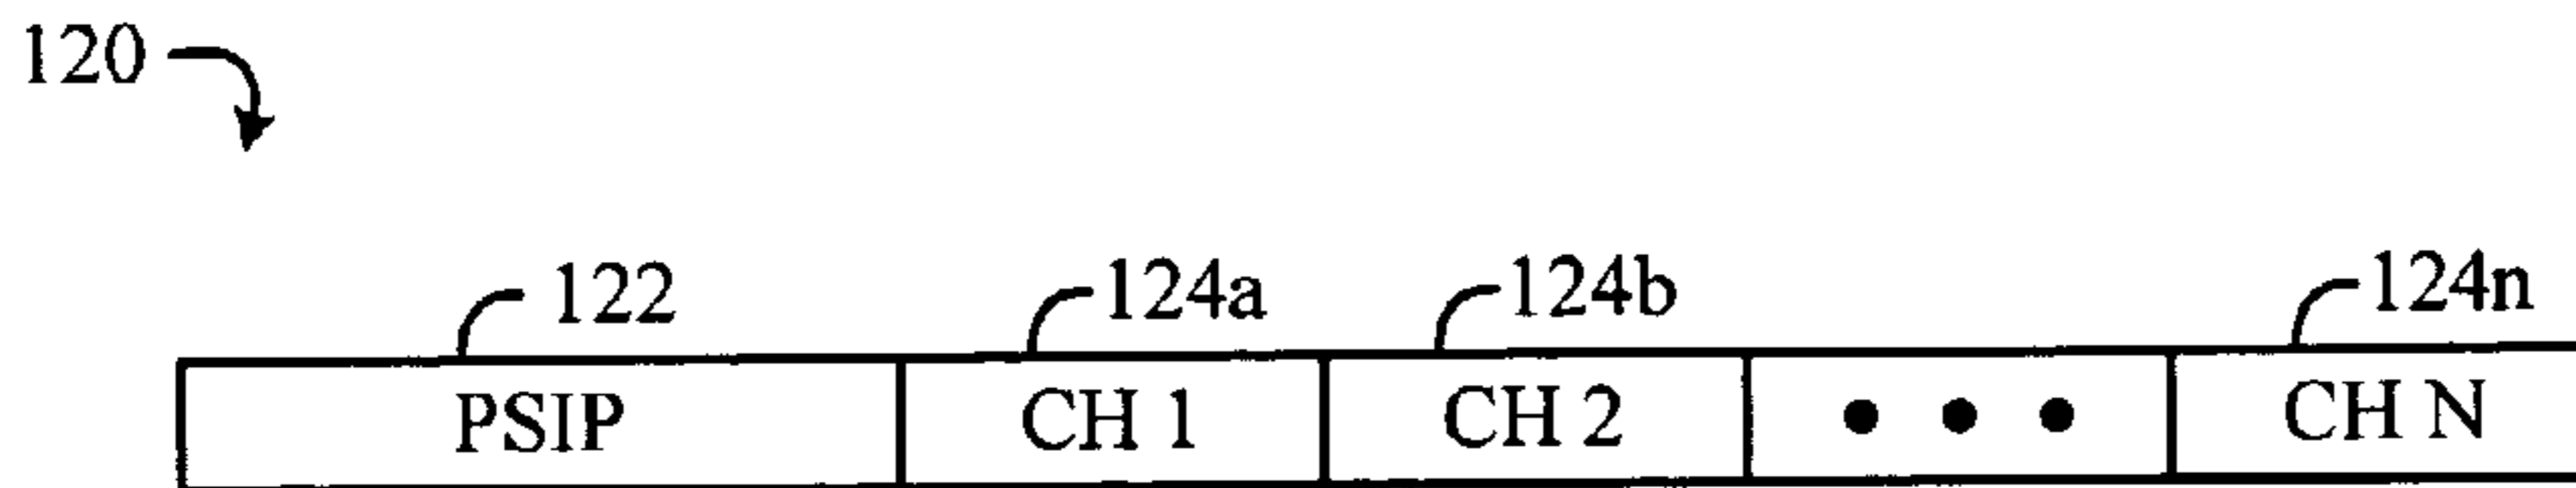 120
122 124a 124b 124n
PSIP CH 1 CH 2 • • • CH N